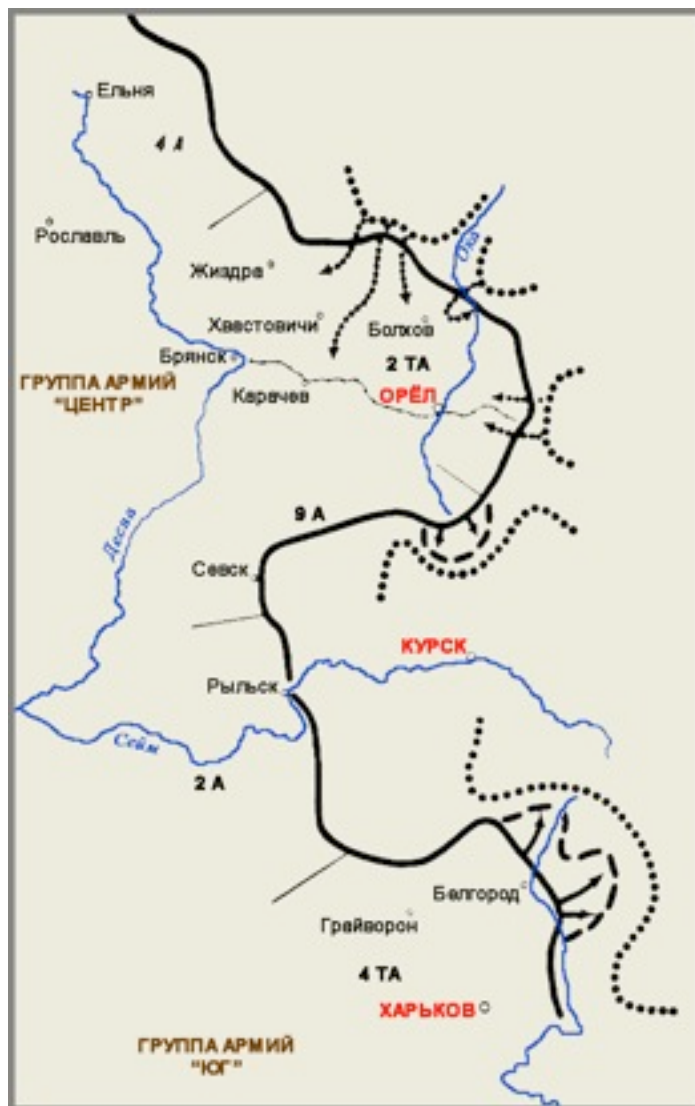 Ельня
4 А
Рославль
Ока
Жиздра
Хвастовичи
Болхов
Брянск
2 ТА
ГРУППА АРМИЙ
"ЦЕНТР"
Карачев
ОРЁЛ
9 А
Десна
Севск
КУРСК
Рыльск
Сейм
2 А
Белгород
Грайворон
4 ТА
ХАРЬКОВ
ГРУППА АРМИЙ
"ЮГ"